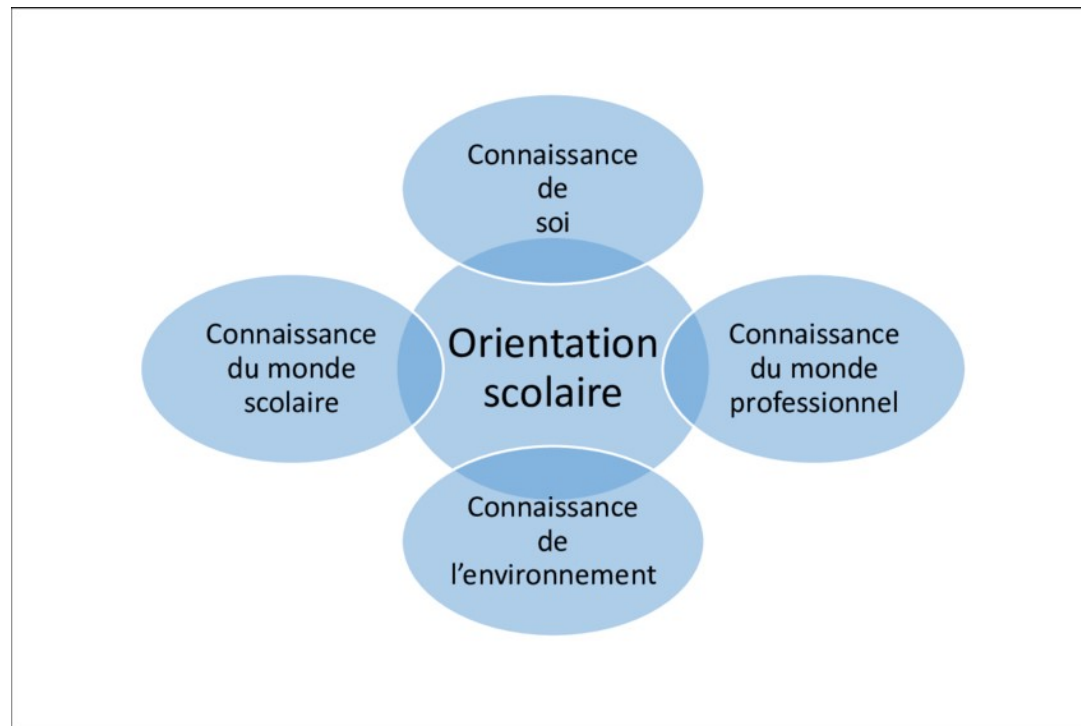 Connaissance
de
soi
Connaissance
du monde
scolaire
Orientation
scolaire
Connaissance
du monde
professionnel
Connaissance
de
l’environnement